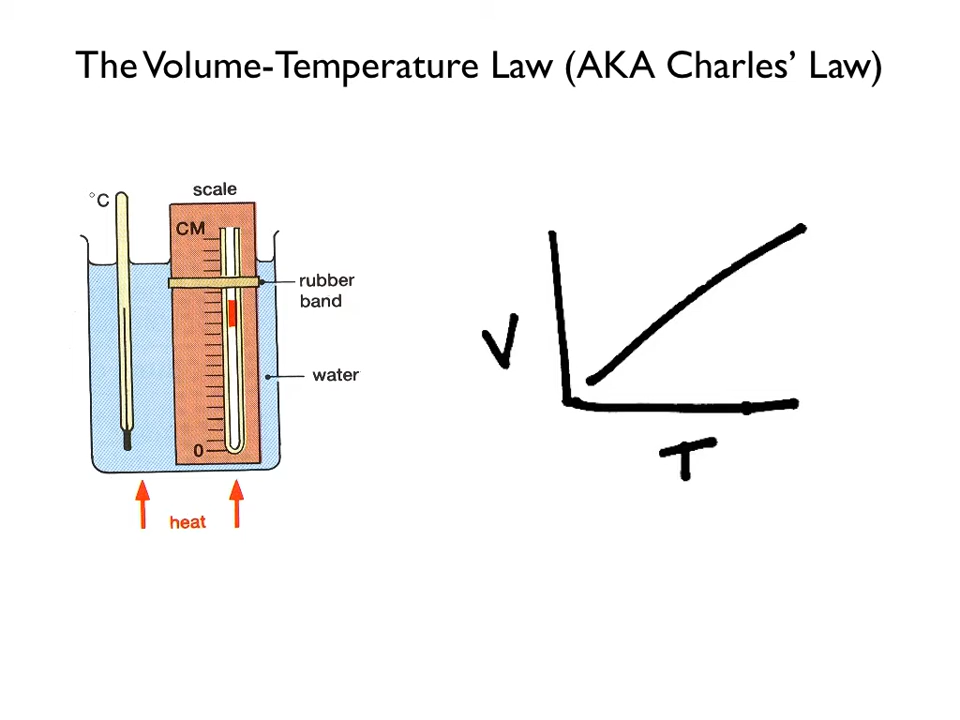 The Volume-Temperature Law (AKA Charles' Law)
°C
scale
CM
rubber
band
water
0
heat
V
T